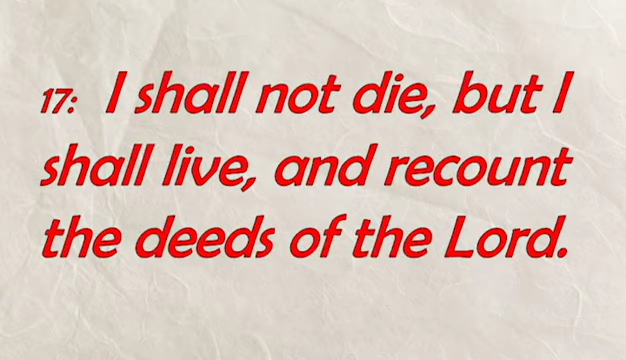 17: I shall not die, but I
shall live, and recount
the deeds of the Lord.